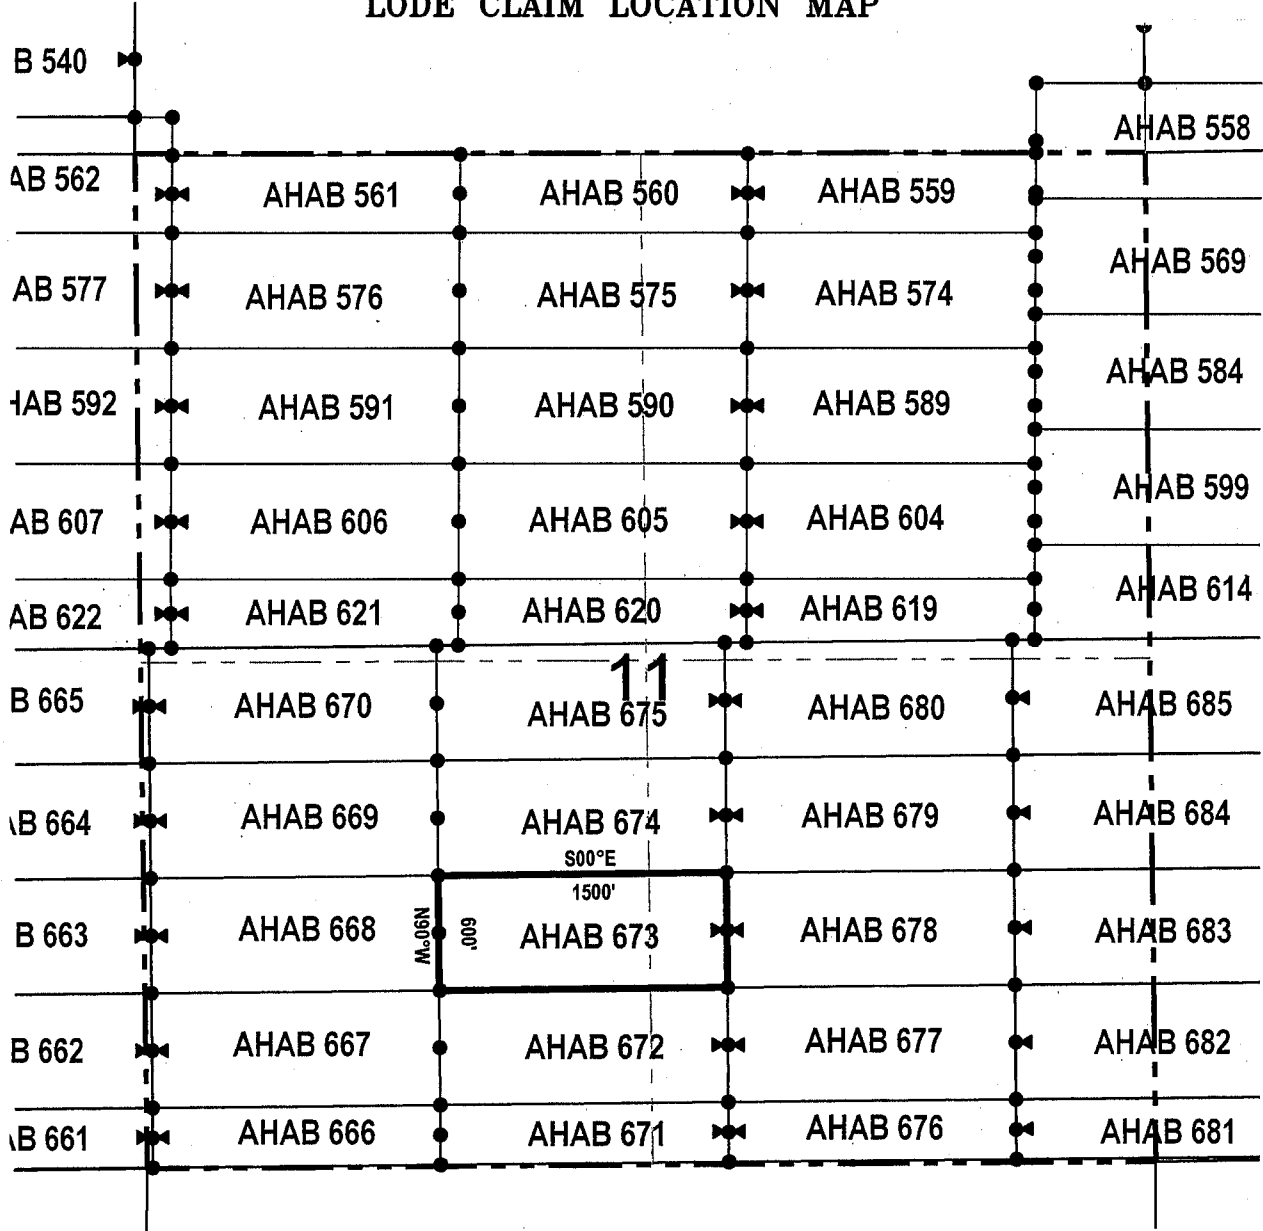 LODE CLAIM LOCATION MAP
B 540
AHAB 558
AB 562 AHAB 561 AHAB 560 AHAB 559
AHAB 569
AB 577 AHAB 576 AHAB 575 AHAB 574
AHAB 584
HAB 592 AHAB 591 AHAB 590 AHAB 589
AHAB 599
AB 607 AHAB 606 AHAB 605 AHAB 604
AHAB 614
AB 622 AHAB 621 AHAB 620 AHAB 619
11
B 665 AHAB 670 AHAB 675 AHAB 680 AHAB 685
AB 664 AHAB 669 AHAB 674 AHAB 679 AHAB 684
S00°E
1500'
N90°W
600'
B 663 AHAB 668 AHAB 673 AHAB 678 AHAB 683
B 662 AHAB 667 AHAB 672 AHAB 677 AHAB 682
AB 661 AHAB 666 AHAB 671 AHAB 676 AHAB 681